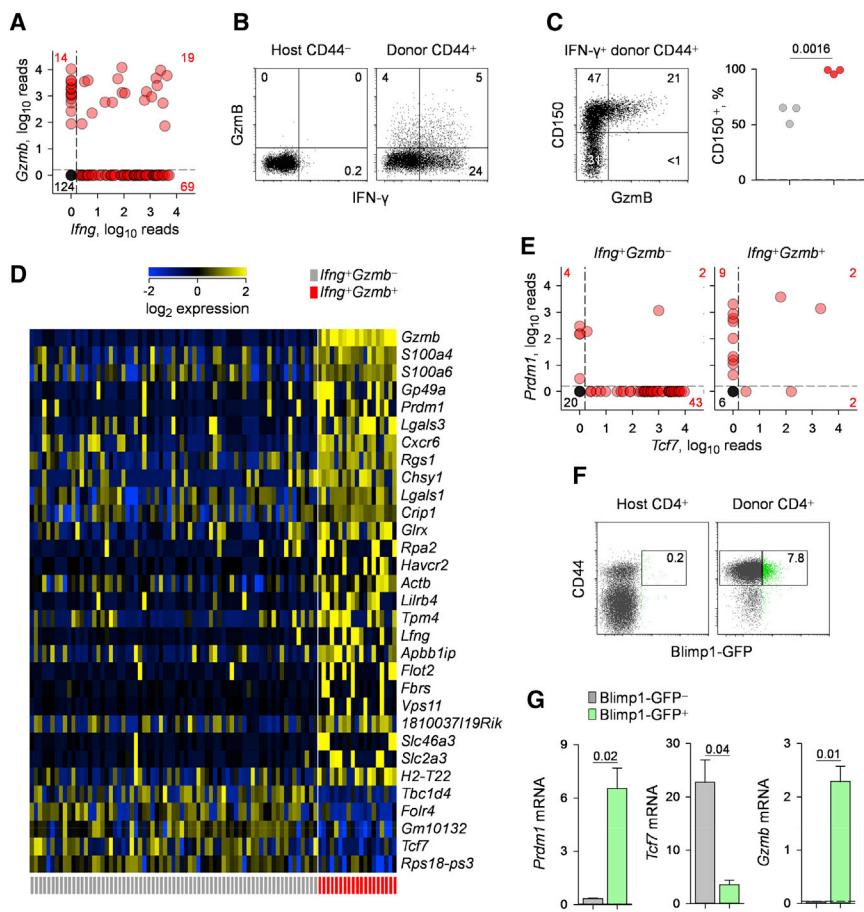 A
14
19
4
3
2
1
0
Gzmb, log10 reads
124
69
0 1 2 3 4
Ifng, log10 reads
B
Host CD44−
Donor CD44+
0
0
0.2
4
5
24
GzmB
IFN-γ
C
IFN-γ+ donor CD44+
47
21
<1
CD150
GzmB
0.0016
100
50
0
CD150+, %
D
-2 0 2
log2 expression
Ifng+Gzmb−
Ifng+Gzmb+
Gzmb
S100a4
S100a6
Gp49a
Prdm1
Lgals3
Cxcr6
Rgs1
Chsy1
Lgals1
Crip1
Glrx
Rpa2
Havcr2
Actb
Lilrb4
Tpm4
Lfng
Apbb1ip
Flot2
Fbrs
Vps11
1810037I19Rik
Slc46a3
Slc2a3
H2-T22
Tbc1d4
Folr4
Gm10132
Tcf7
Rps18-ps3
E
Ifng+Gzmb−
Ifng+Gzmb+
4
2
9
2
4
3
2
1
0
Prdm1, log10 reads
20
43
6
2
0 1 2 3 4
0 1 2 3 4
Tcf7, log10 reads
F
Host CD4+
Donor CD4+
0.2
7.8
CD44
Blimp1-GFP
G
Blimp1-GFP−
Blimp1-GFP+
9
6
3
0
Prdm1 mRNA
0.02
30
20
10
0
Tcf7 mRNA
0.04
3
2
1
0
Gzmb mRNA
0.01